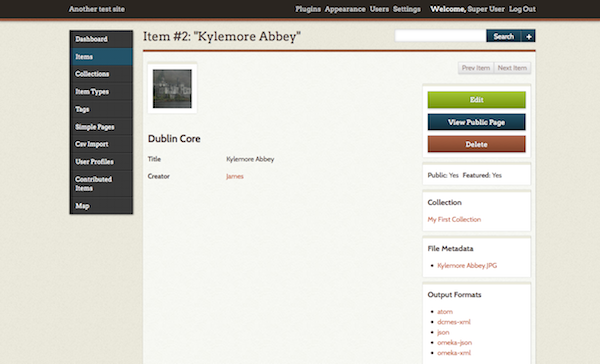 Another test site
Plugins Appearance Users Settings Welcome, Super User Log Out
Dashboard
Items
Collections
Item Types
Tags
Simple Pages
Csv Import
User Profiles
Contributed
Items
Map
Item #2: "Kylemore Abbey"
Search +
Prev Item Next Item
Dublin Core
Title Kylemore Abbey
Creator James
Edit
View Public Page
Delete
Public: Yes Featured: Yes
Collection
My First Collection
File Metadata
• Kylemore Abbey.JPG
Output Formats
• atom
• dcmes-xml
• json
• omeka-json
• omeka-xml